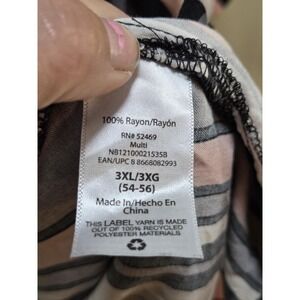 100% Rayon/Rayón
RN# 52469
Multi
NB12100021535B
EAN/UPC 8 8668082993
3XL/3XG
(54-56)
Made In/Hecho En
China
THIS LABEL YARN IS MADE
OUT OF 100% RECYCLED
POLYESTER MATERIALS